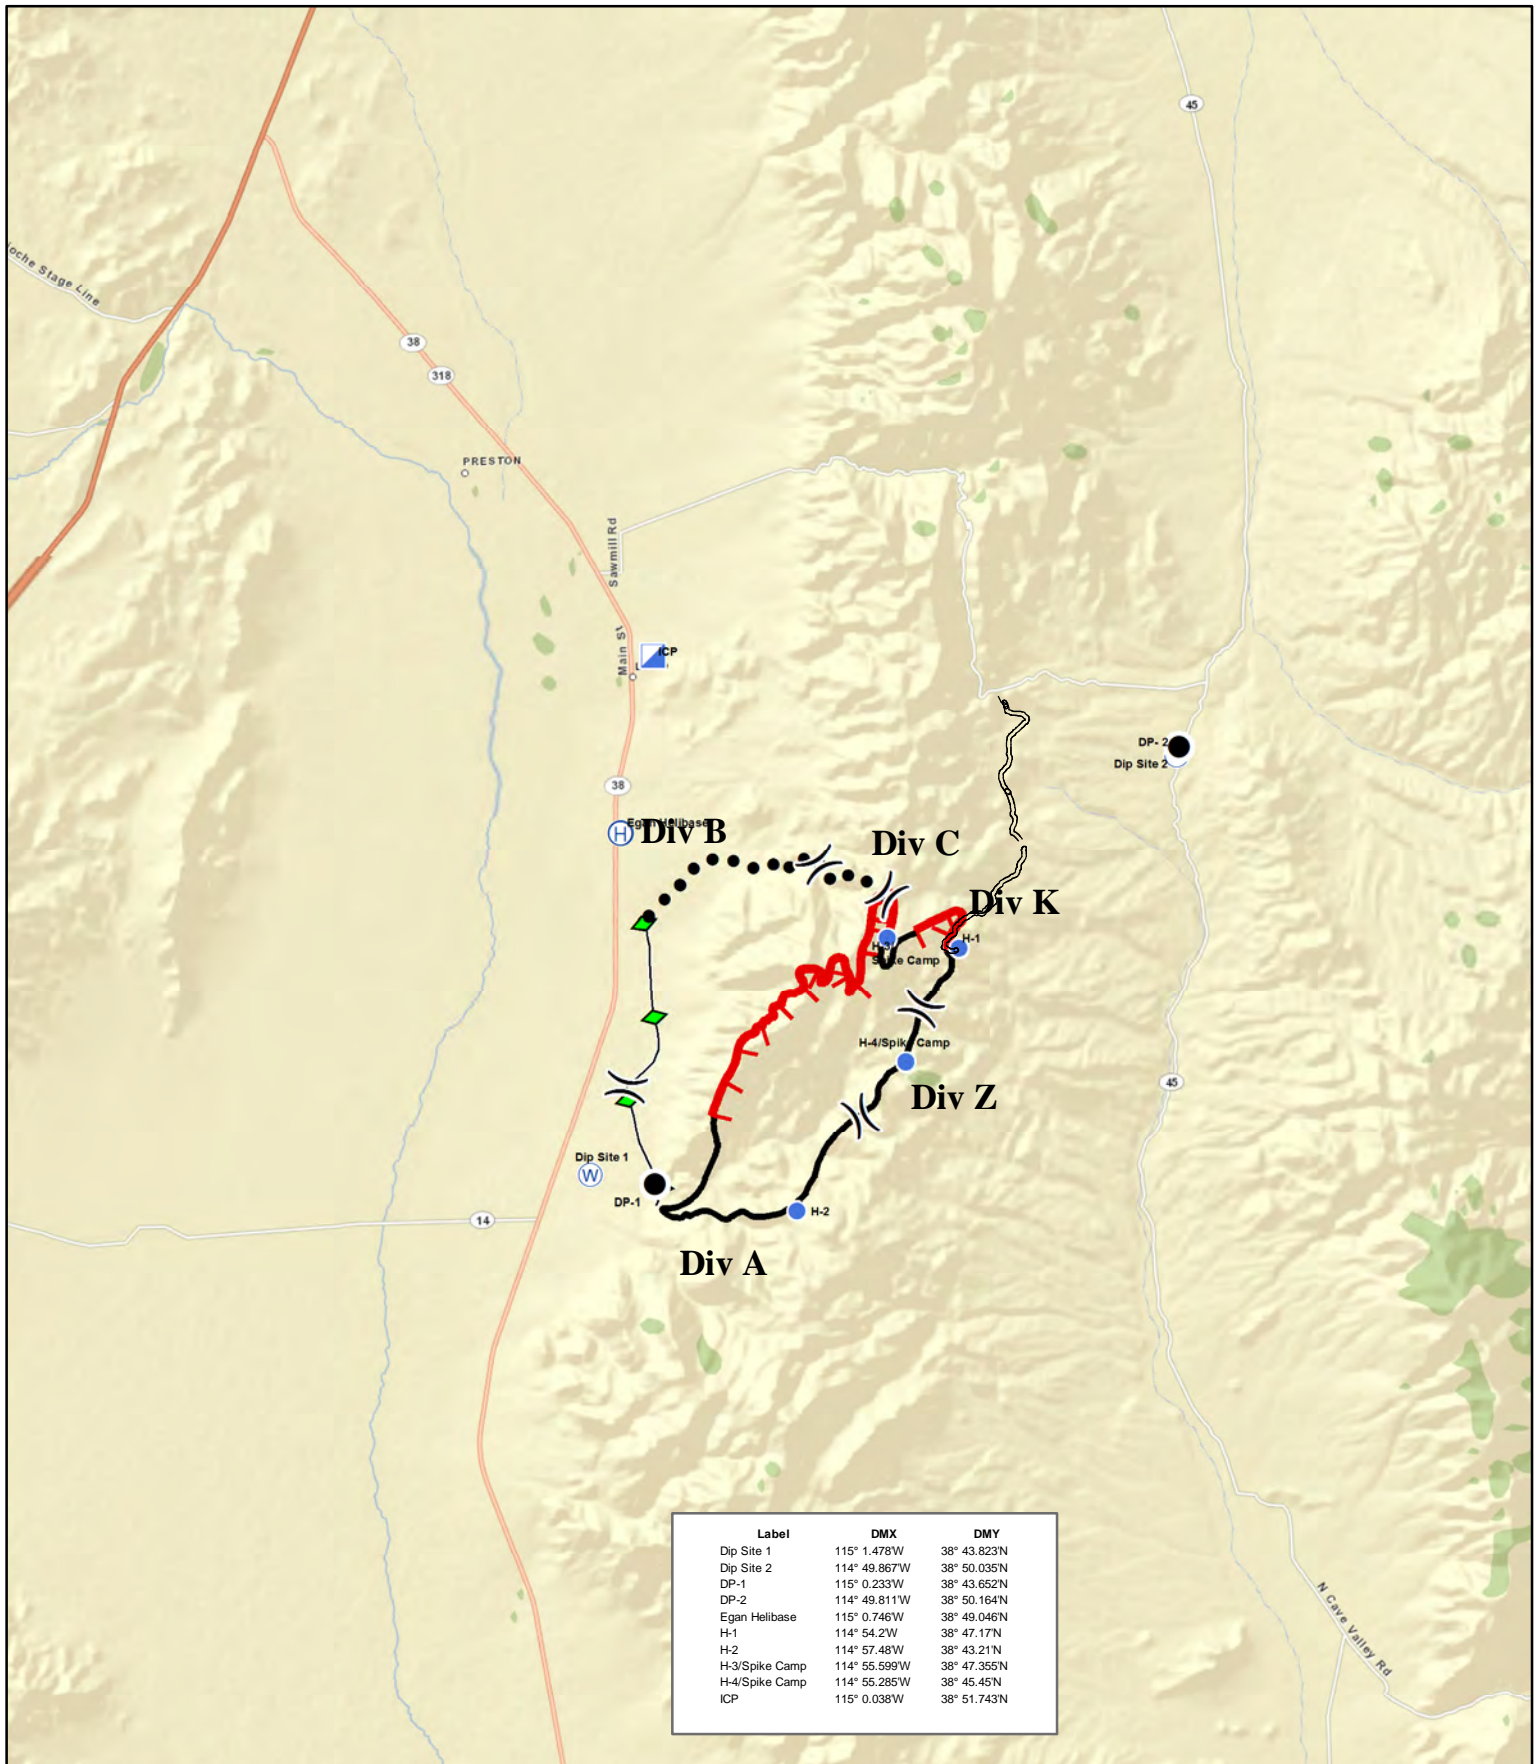 45
oche Stage Line
38
318
PRESTON
Sawmill Rd
Main St
ICP
DP- 2
Dip Site 2
38
H
Egan Helibase
Div B
Div C
Div K
H-1
H-3/
Spike Camp
H-4/Spike Camp
45
Div Z
Dip Site 1
W
DP-1
H-2
14
Div A
Label DMX DMY
Dip Site 1 115° 1.478'W 38° 43.823'N
Dip Site 2 114° 49.867'W 38° 50.035'N
DP-1 115° 0.233'W 38° 43.652'N
DP-2 114° 49.811'W 38° 50.164'N
Egan Helibase 115° 0.746'W 38° 49.046'N
H-1 114° 54.2'W 38° 47.17'N
H-2 114° 57.48'W 38° 43.21'N
H-3/Spike Camp 114° 55.599'W 38° 47.355'N
H-4/Spike Camp 114° 55.285'W 38° 45.45'N
ICP 115° 0.038'W 38° 51.743'N
N Cave Valley Rd